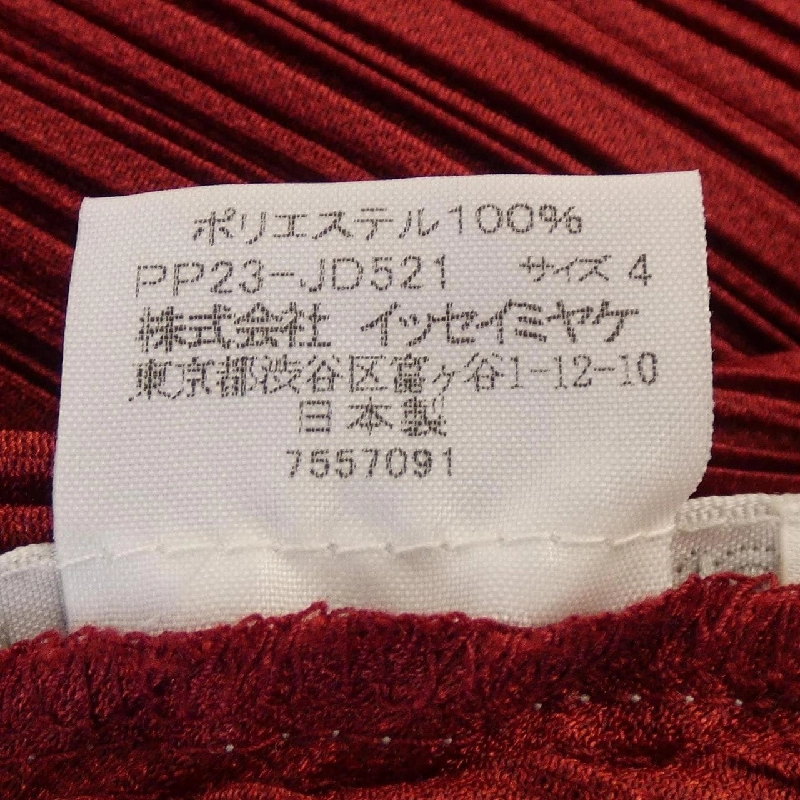 ポリエステル100%
PP23-JD521 サイズ 4
株式会社 イッセイミヤケ
東京都渋谷区富ヶ谷1-12-10
日本製
7557091